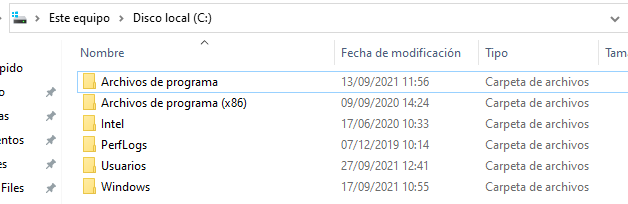 Este equipo > Disco local (C:)
Nombre Fecha de modificación Tipo Tama
Archivos de programa 13/09/2021 11:56 Carpeta de archivos
pido
Archivos de programa (x86) 09/09/2020 14:24 Carpeta de archivos
Intel 17/06/2020 10:33 Carpeta de archivos
PerfLogs 07/12/2019 10:14 Carpeta de archivos
entos
Usuarios 27/09/2021 12:41 Carpeta de archivos
Windows 17/09/2021 10:55 Carpeta de archivos
Files